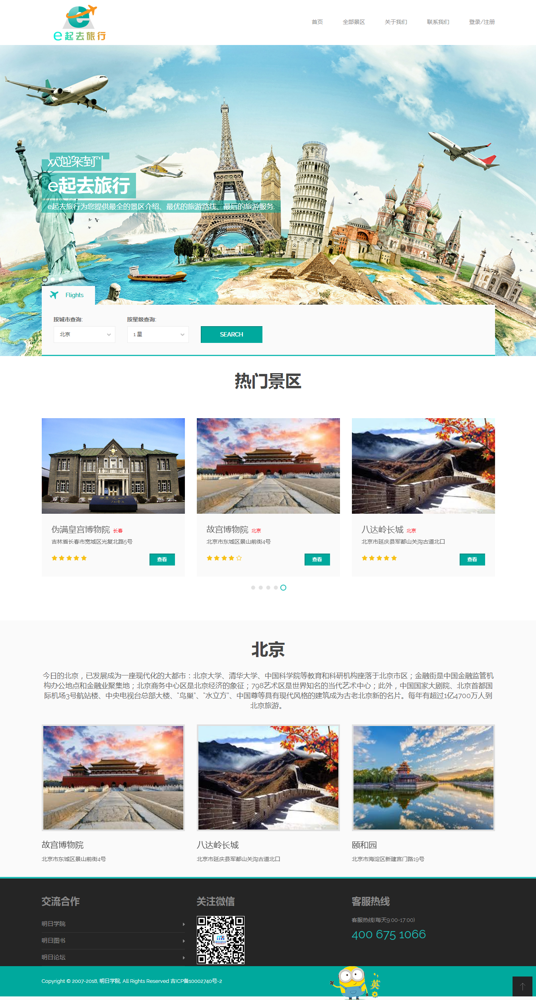 e起去旅行
首页 全部景区 关于我们 联系我们 登录/注册
欢迎来到
e起去旅行
e起去旅行为您提供最全的景区介绍、最优的旅游路线、最后的旅游服务.
Flights
按城市查询: 按星级查询:
北京 1 星 SEARCH
热门景区
伪满皇宫博物院 长春
吉林省长春市宽城区光复北路5号
查看
故宫博物院 北京
北京市东城区景山前街4号
查看
八达岭长城 北京
北京市延庆县军都山关沟古道北口
查看
北京
今日的北京，已发展成为一座现代化的大都市：北京大学、清华大学、中国科学院等教育和科研机构座落于北京市区；金融街是中国金融监管机
构办公地点和金融业聚集地；北京商务中心区是北京经济的象征；798艺术区是世界知名的当代艺术中心；此外，中国国家大剧院、北京首都国
际机场3号航站楼、中央电视台总部大楼、“鸟巢”、“水立方”、中国尊等具有现代风格的建筑成为古老北京新的名片。每年有超过1亿4700万人到
北京旅游。
故宫博物院
北京市东城区景山前街4号
八达岭长城
北京市延庆县军都山关沟古道北口
颐和园
北京市海淀区新建宫门路19号
交流合作
明日学院
明日图书
明日论坛
关注微信
客服热线
客服热线(每天9:00-17:00)
400 675 1066
Copyright © 2007-2018, 明日学院, All Rights Reserved 吉ICP备10002740号-2
英